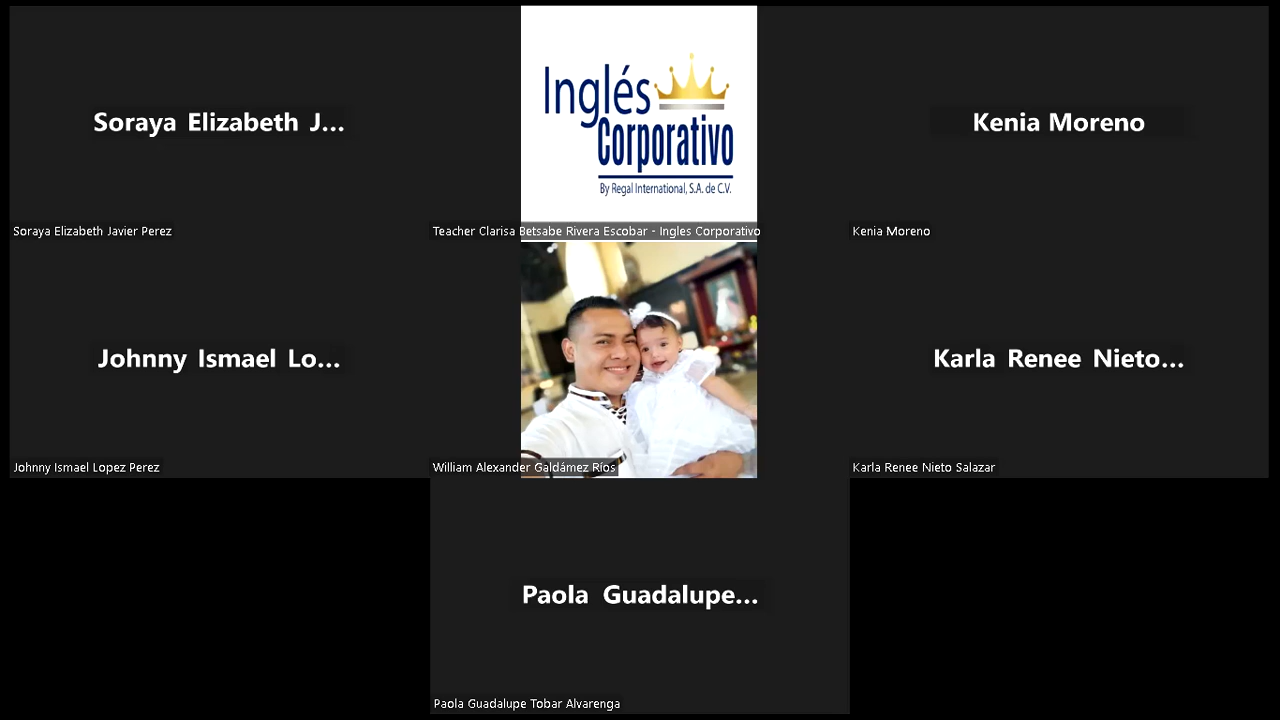 Soraya Elizabeth J...
Soraya Elizabeth Javier Perez
Inglés
Corporativo
By Regal International, S.A. de C.V.
Teacher Clarisa Betsabe Rivera Escobar - Ingles Corporativo
Kenia Moreno
Kenia Moreno
Johnny Ismael Lo...
Johnny Ismael Lopez Perez
William Alexander Galdámez Ríos
Karla Renee Nieto...
Karla Renee Nieto Salazar
Paola Guadalupe...
Paola Guadalupe Tobar Alvarenga